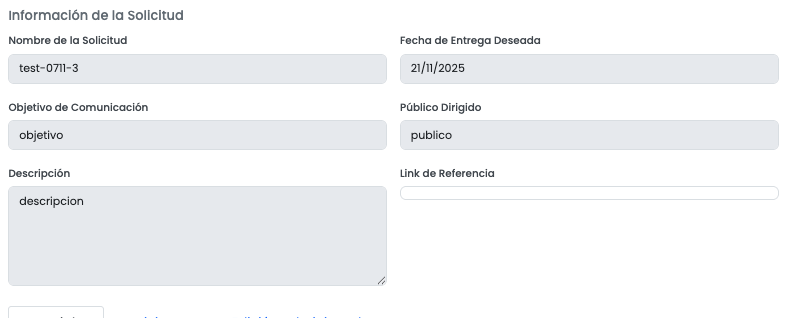 Información de la Solicitud
Nombre de la Solicitud
Fecha de Entrega Deseada
test-0711-3
21/11/2025
Objetivo de Comunicación
Público Dirigido
objetivo
publico
Descripción
Link de Referencia
descripcion